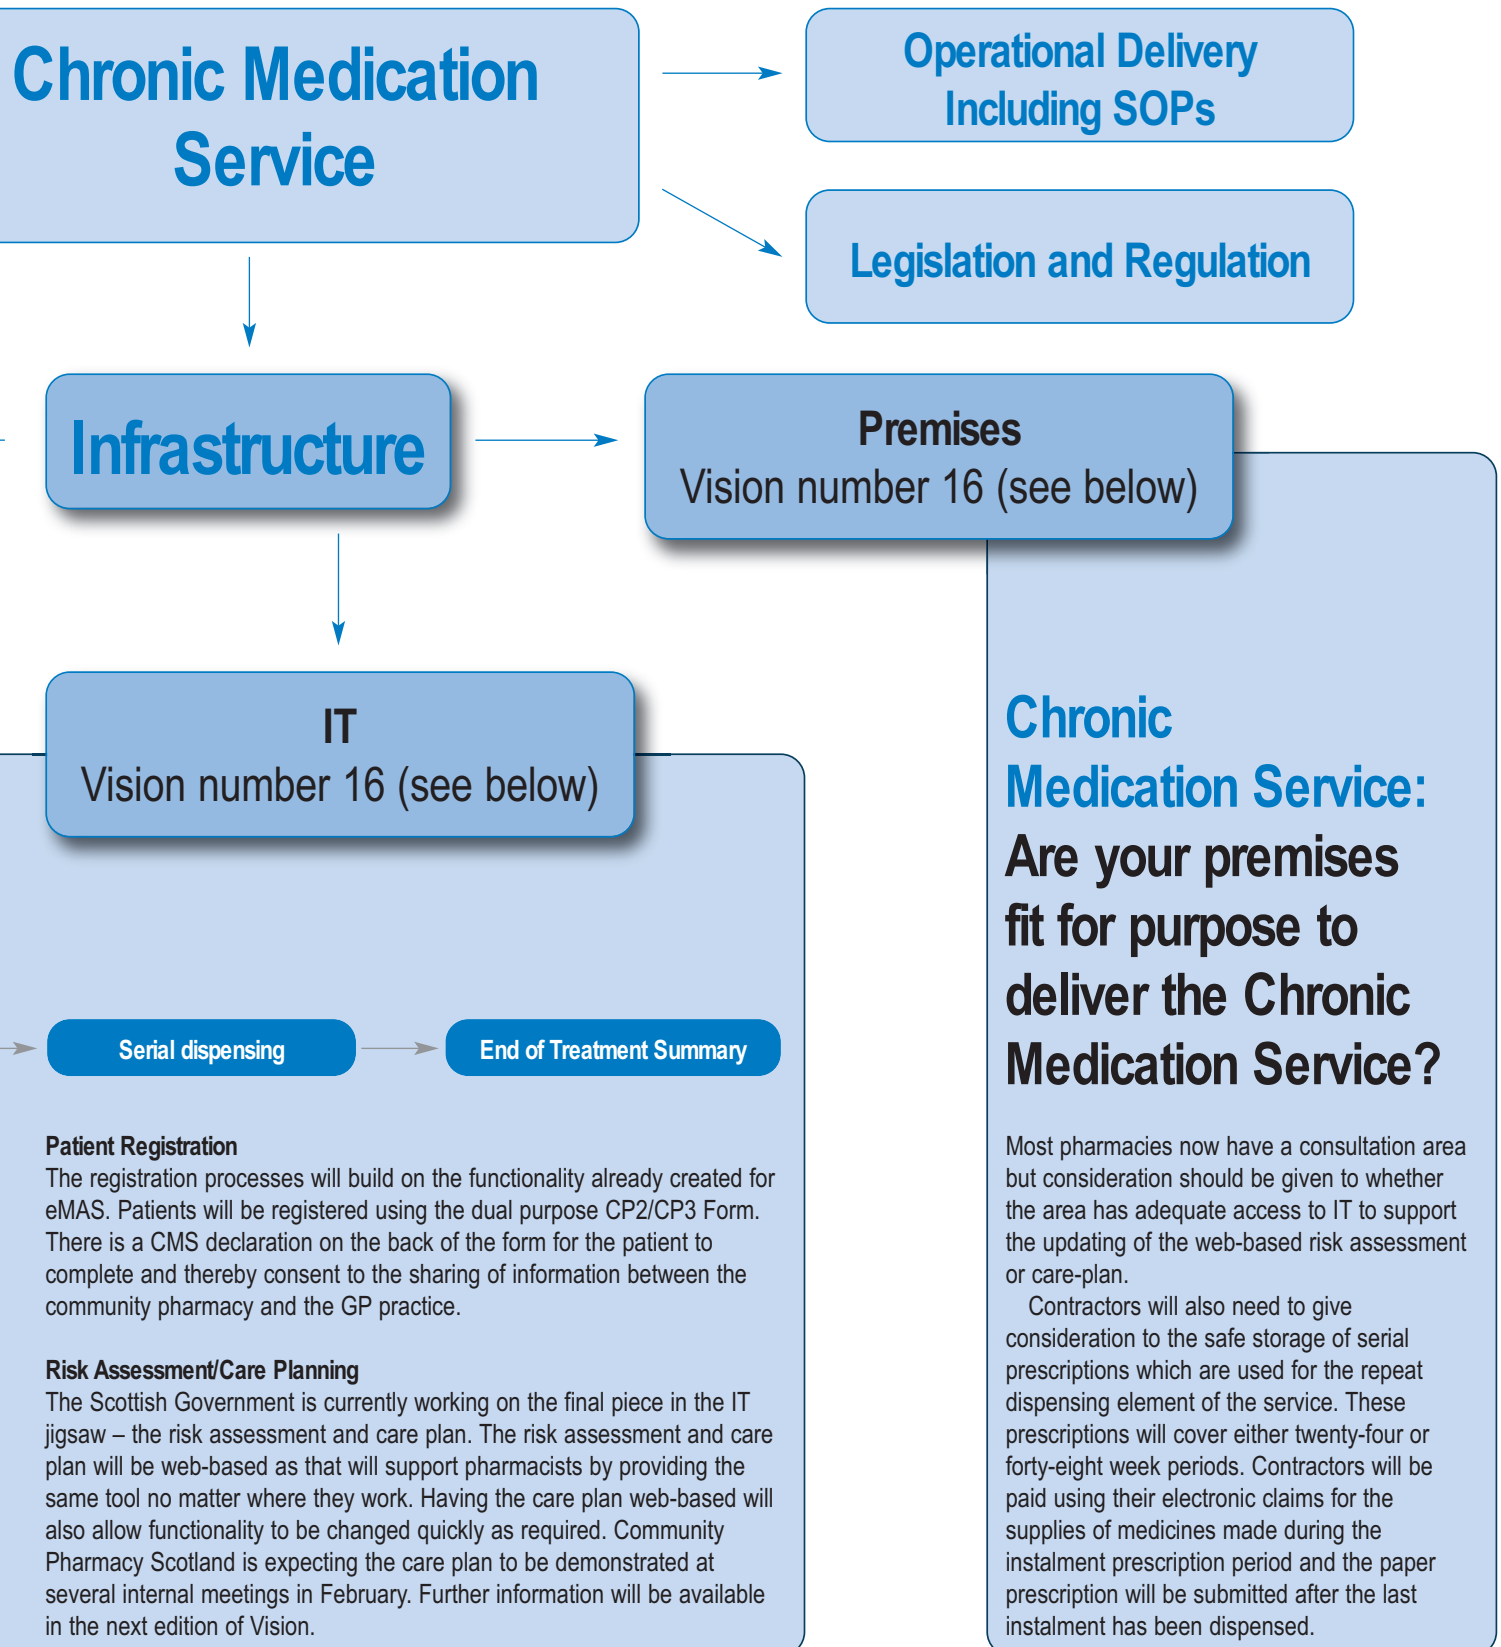 Chronic Medication
Service
Operational Delivery
Including SOPs
Legislation and Regulation
Infrastructure
Premises
Vision number 16 (see below)
IT
Vision number 16 (see below)
Serial dispensing
End of Treatment Summary
Patient Registration
The registration processes will build on the functionality already created for
eMAS. Patients will be registered using the dual purpose CP2/CP3 Form.
There is a CMS declaration on the back of the form for the patient to
complete and thereby consent to the sharing of information between the
community pharmacy and the GP practice.
Risk Assessment/Care Planning
The Scottish Government is currently working on the final piece in the IT
jigsaw – the risk assessment and care plan. The risk assessment and care
plan will be web-based as that will support pharmacists by providing the
same tool no matter where they work. Having the care plan web-based will
also allow functionality to be changed quickly as required. Community
Pharmacy Scotland is expecting the care plan to be demonstrated at
several internal meetings in February. Further information will be available
in the next edition of Vision.
Chronic
Medication Service:
Are your premises
fit for purpose to
deliver the Chronic
Medication Service?
Most pharmacies now have a consultation area
but consideration should be given to whether
the area has adequate access to IT to support
the updating of the web-based risk assessment
or care-plan.
Contractors will also need to give
consideration to the safe storage of serial
prescriptions which are used for the repeat
dispensing element of the service. These
prescriptions will cover either twenty-four or
forty-eight week periods. Contractors will be
paid using their electronic claims for the
supplies of medicines made during the
instalment prescription period and the paper
prescription will be submitted after the last
instalment has been dispensed.